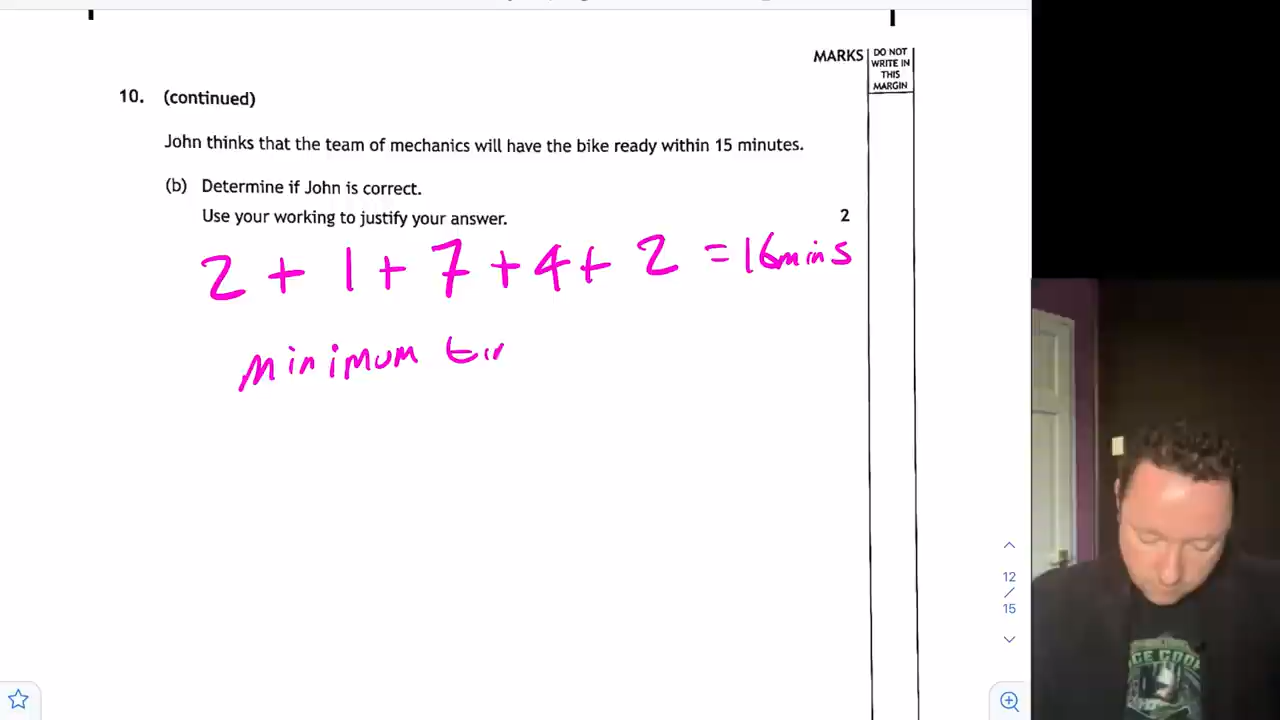 MARKS
DO NOT
WRITE IN
THIS
MARGIN
10. (continued)
John thinks that the team of mechanics will have the bike ready within 15 minutes.
(b) Determine if John is correct.
Use your working to justify your answer.
2
2 + 1 + 7 + 4 + 2 = 16mins
minimum
12
/
15